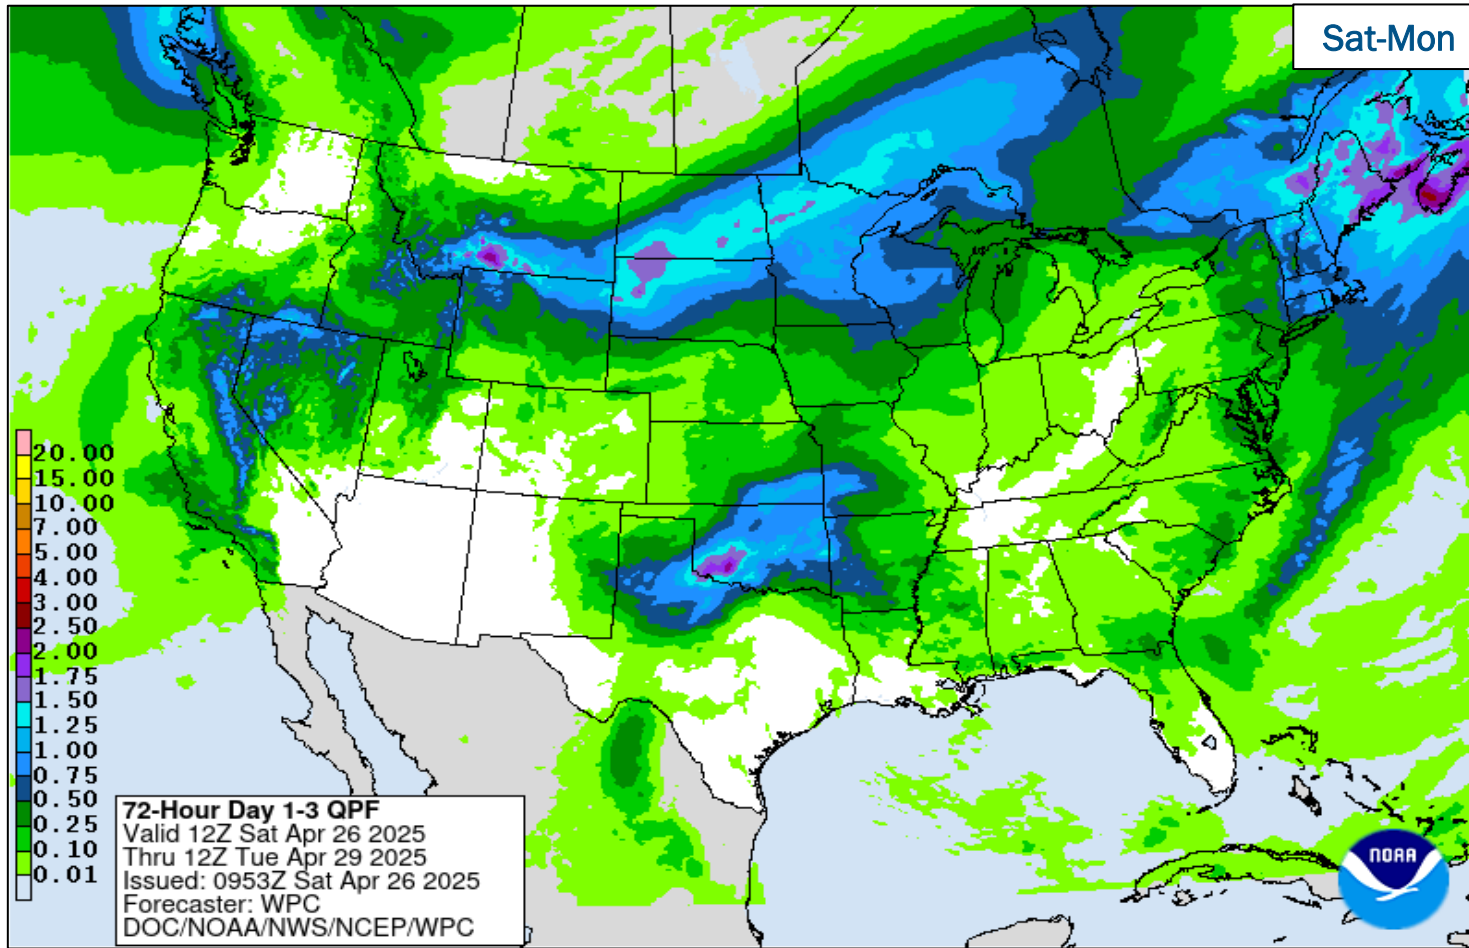 Sat-Mon
20.00
15.00
10.00
7.00
5.00
4.00
3.00
2.50
2.00
1.75
1.50
1.25
1.00
0.75
0.50
0.25
0.10
0.01
72-Hour Day 1-3 QPF
Valid 12Z Sat Apr 26 2025
Thru 12Z Tue Apr 29 2025
Issued: 0953Z Sat Apr 26 2025
Forecaster: WPC
DOC/NOAA/NWS/NCEP/WPC
NOAA